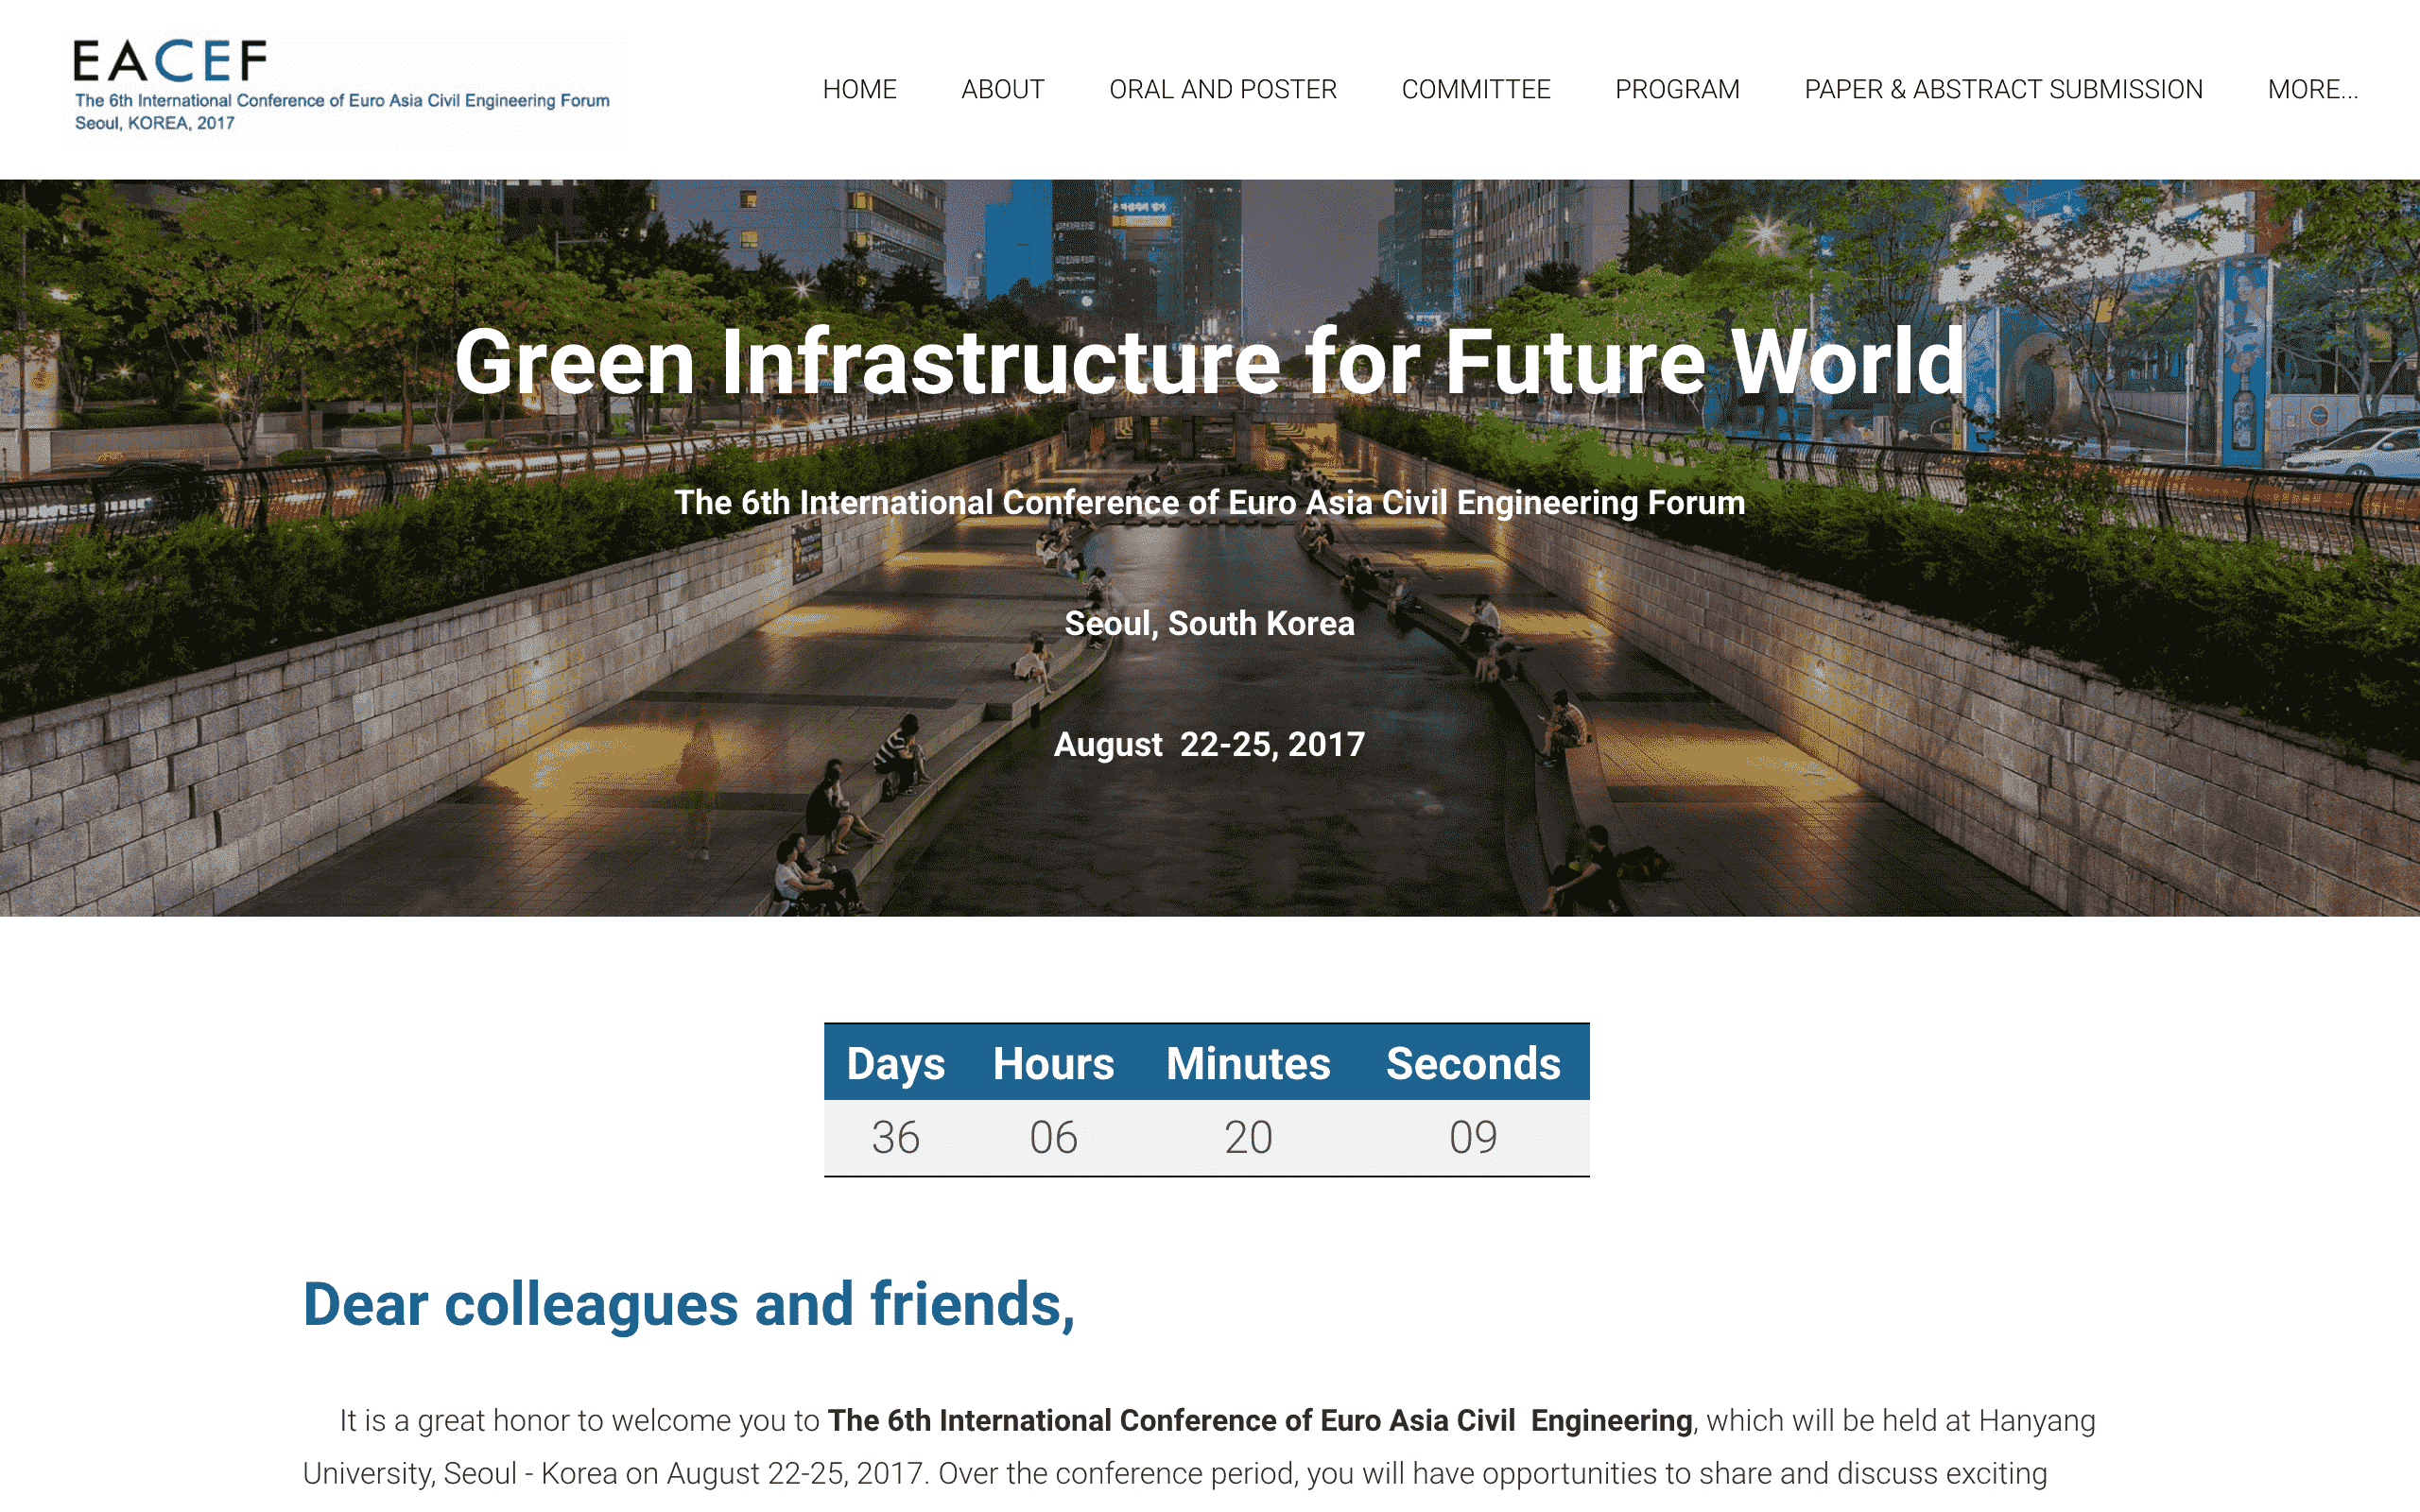 EACEF
The 6th International Conference of Euro Asia Civil Engineering Forum
Seoul, KOREA, 2017
HOME ABOUT ORAL AND POSTER COMMITTEE PROGRAM PAPER & ABSTRACT SUBMISSION MORE...
Green Infrastructure for Future World
The 6th International Conference of Euro Asia Civil Engineering Forum
Seoul, South Korea
August  22-25, 2017
Days Hours Minutes Seconds
36 06 20 09
Dear colleagues and friends,
It is a great honor to welcome you to The 6th International Conference of Euro Asia Civil  Engineering, which will be held at Hanyang
University, Seoul - Korea on August 22-25, 2017. Over the conference period, you will have opportunities to share and discuss exciting